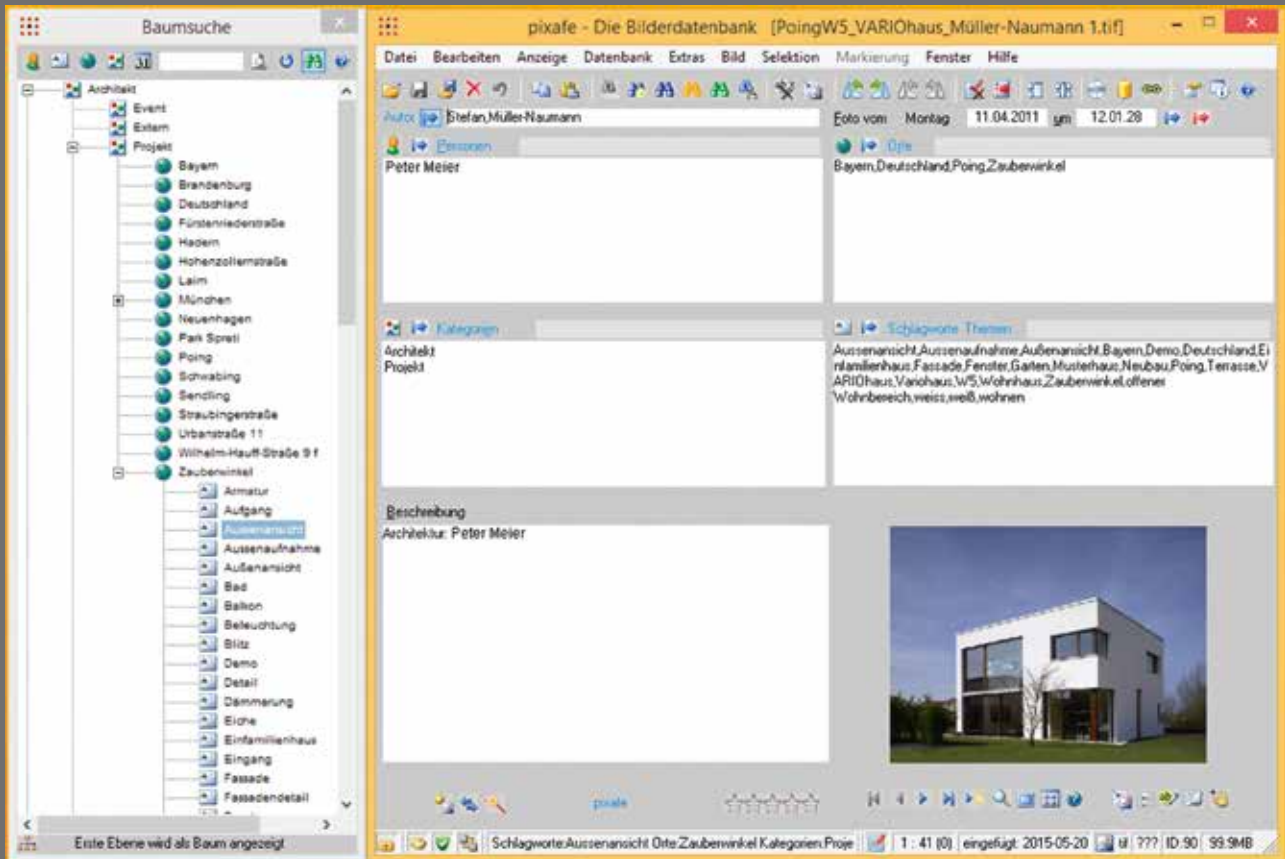 Baumsuche
Architekt
Event
Extern
Projekt
Bayern
Brandenburg
Deutschland
Fürstenriederstraße
Hadern
Hohenzollernstraße
Laim
München
Neuenhagen
Park Spretl
Poing
Schwabing
Sendling
Straubingerstraße
Urbanstraße 11
Wilhelm-Hauff-Straße 9 f
Zauberwinkel
Armatur
Aufgang
Aussenansicht
Aussenaufnahme
Außenansicht
Bad
Balkon
Beleuchtung
Blitz
Demo
Detail
Dämmerung
Eiche
Einfamilienhaus
Eingang
Fassade
Fassadendetail
Erste Ebene wird als Baum angezeigt
pixafe - Die Bilderdatenbank [PoingW5_VARIOhaus_Müller-Naumann 1.tif]
Datei Bearbeiten Anzeige Datenbank Extras Bild Selektion Markierung Fenster Hilfe
Autor Stefan,Müller-Naumann Foto vom Montag 11.04.2011 um 12.01.28
Personen
Peter Meier
Orte
Bayern,Deutschland,Poing,Zauberwinkel
Kategorien
Architekt
Projekt
Schlagworte Themen
Aussenansicht,Aussenaufnahme,Außenansicht,Bayern,Demo,Deutschland,Ei
nfamilienhaus,Fassade,Fenster,Garten,Musterhaus,Neubau,Poing,Terrasse,V
ARIOhaus,Variohaus,W5,Wohnhaus,Zauberwinkel,offener
Wohnbereich,weiss,weiß,wohnen
Beschreibung
Architektur: Peter Meier
pixafe
Schlagworte:Aussenansicht Orte:Zauberwinkel Kategorien:Proje 1 : 41 (0) eingefügt: 2015-05-20 ??? ID:90 99.9MB